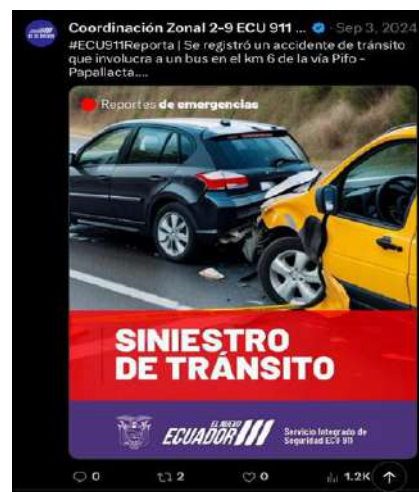 Coordinación Zonal 2-9 ECU 911 ... · Sep 3, 2024
#ECU911Reporta | Se registró un accidente de tránsito
que involucra a un bus en el km 6 de la vía Pifo -
Papallacta....
Reportes de emergencias
SINIESTRO
DE TRÁNSITO
EL NUEVO
ECUADOR
Servicio Integrado de
Seguridad ECU 911
0 2 0 1.2K